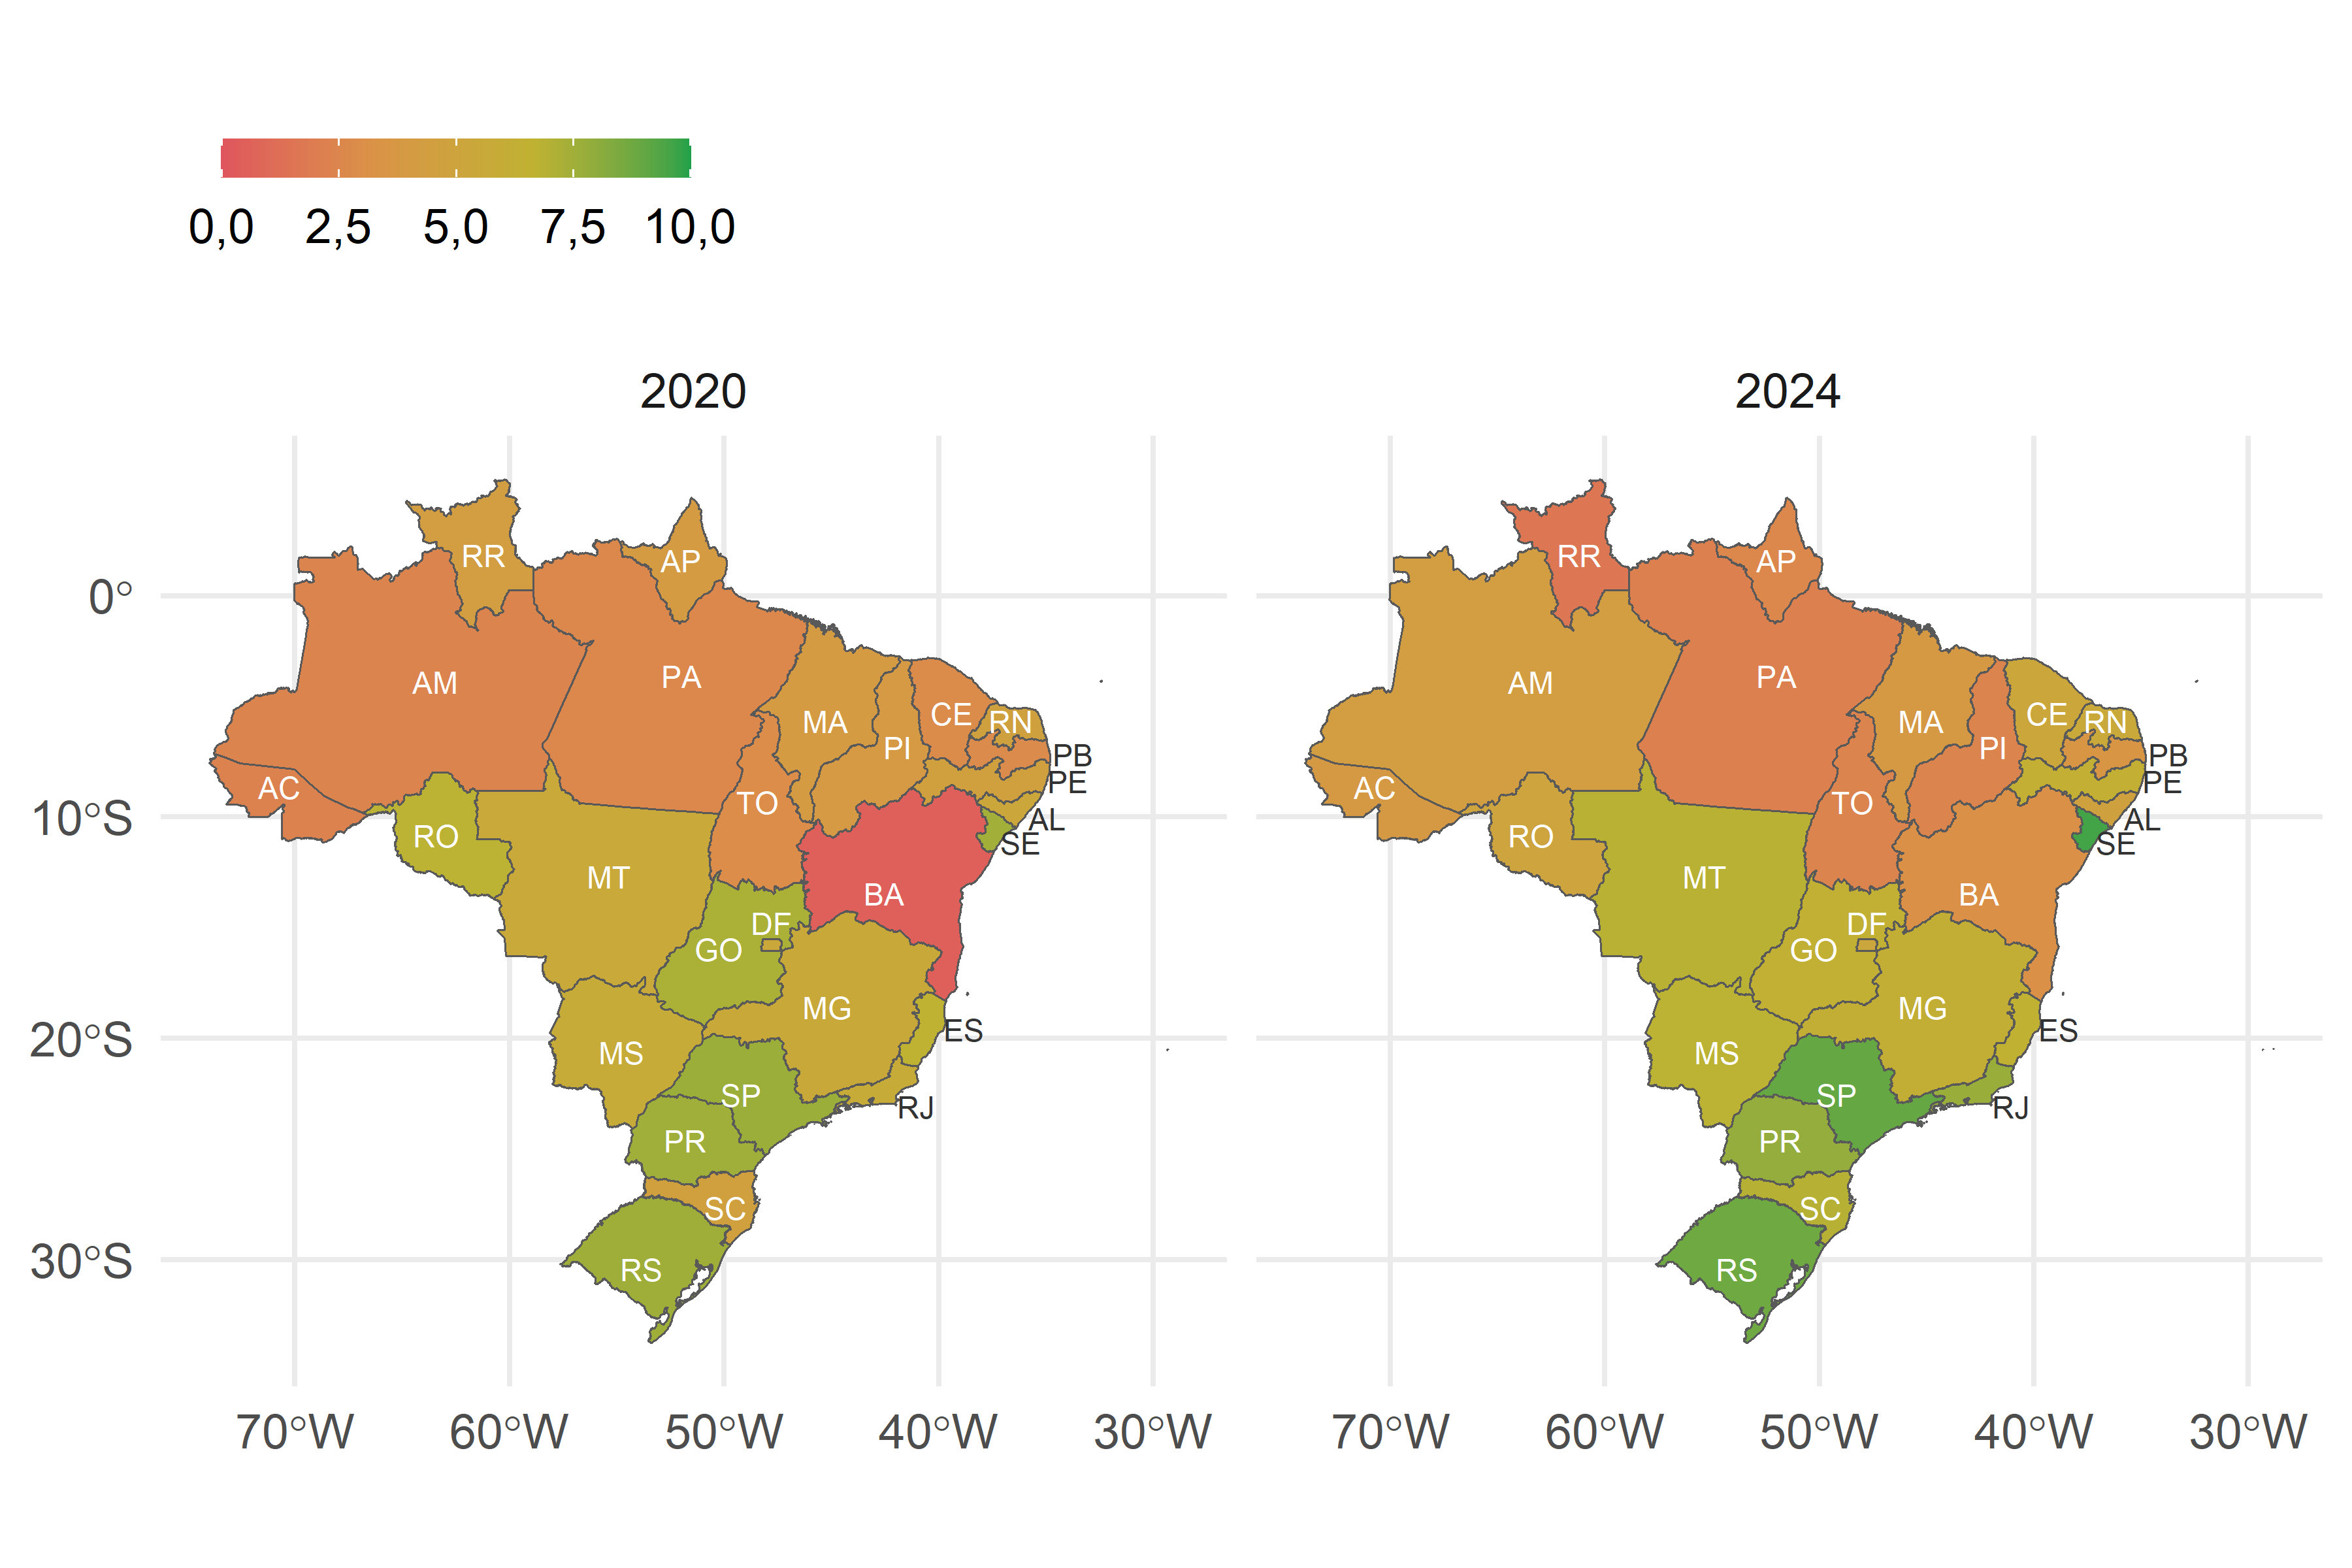 0,0 2,5 5,0 7,5 10,0
2020 2024
RR AP RR AP
0°
AM PA AM PA
MA CE RN MA CE RN
PI PB PI PB
AC TO PE AC TO PE
10°S RO AL RO AL
SE SE
MT BA MT BA
DF DF
GO GO
MG MG
20°S MS ES MS ES
SP RJ SP RJ
PR PR
SC SC
30°S RS RS
70°W 60°W 50°W 40°W 30°W 70°W 60°W 50°W 40°W 30°W